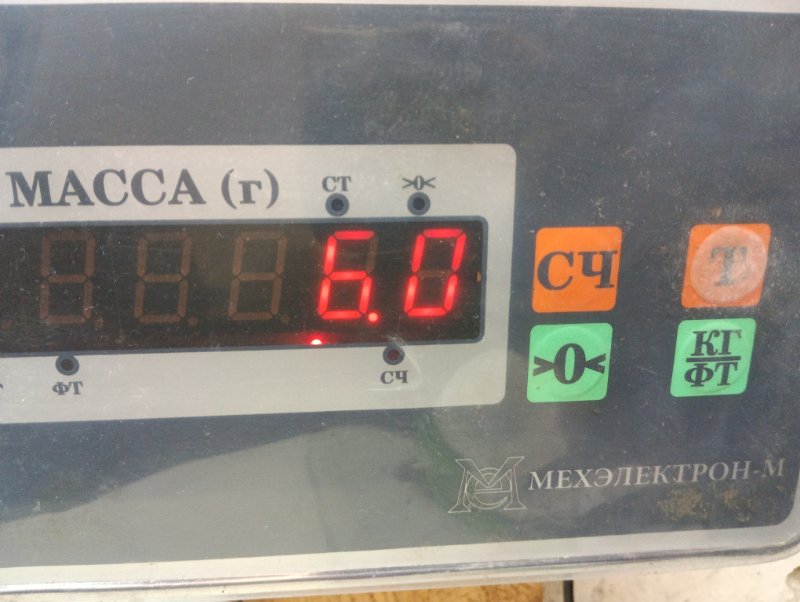 МАССА (г)
СТ
>0<
6.0
ФТ
СЧ
СЧ
Т
>0<
КГ
ФТ
МЕХЭЛЕКТРОН-М